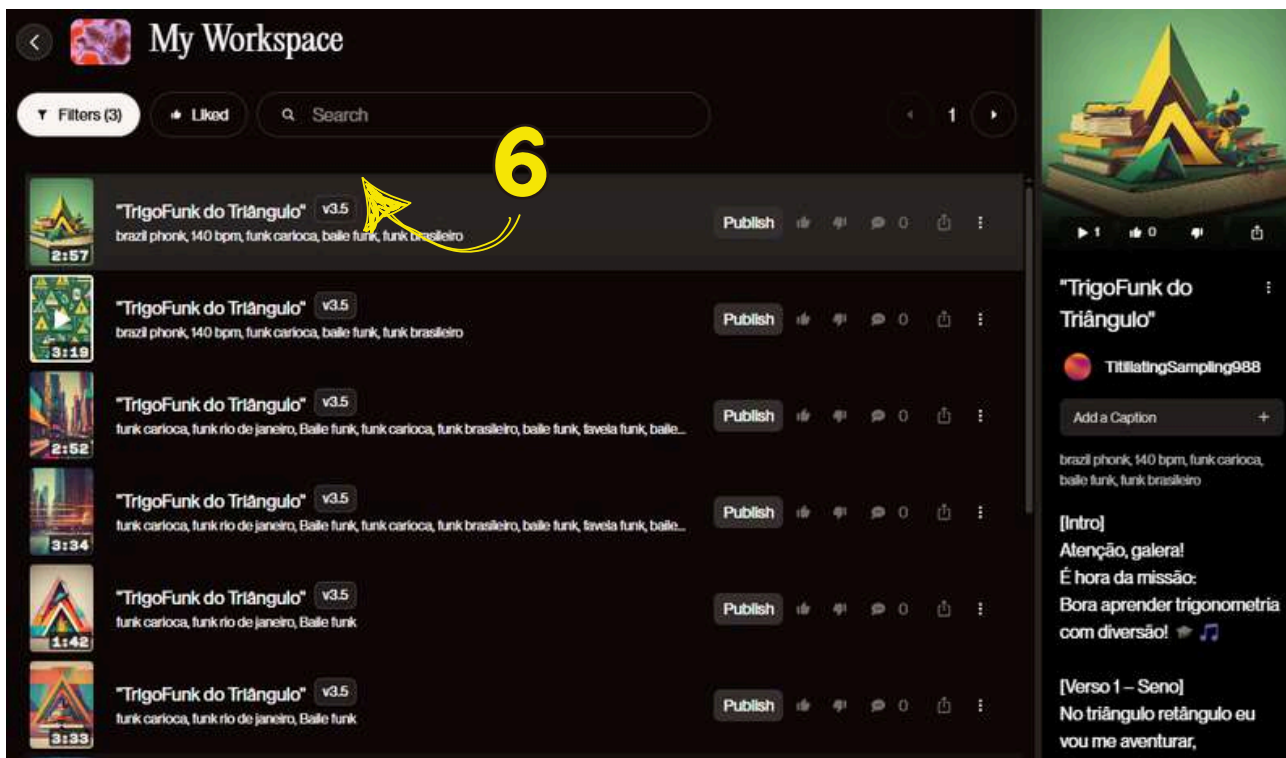 My Workspace
Filters (3)
Liked
Search
1
6
2:57
"TrigoFunk do Triângulo" v3.5
brazil phonk, 140 bpm, funk carioca, baile funk, funk brasileiro
Publish
0
3:19
"TrigoFunk do Triângulo" v3.5
brazil phonk, 140 bpm, funk carioca, baile funk, funk brasileiro
Publish
0
2:52
"TrigoFunk do Triângulo" v3.5
funk carioca, funk rio de janeiro, Baile funk, funk carioca, funk brasileiro, baile funk, favela funk, baile...
Publish
0
3:34
"TrigoFunk do Triângulo" v3.5
funk carioca, funk rio de janeiro, Baile funk, funk carioca, funk brasileiro, baile funk, favela funk, baile...
Publish
0
1:42
"TrigoFunk do Triângulo" v3.5
funk carioca, funk rio de janeiro, Baile funk
Publish
0
3:33
"TrigoFunk do Triângulo" v3.5
funk carioca, funk rio de janeiro, Baile funk
Publish
0
1
0
"TrigoFunk do
Triângulo"
TitillatingSampling988
Add a Caption +
brazil phonk, 140 bpm, funk carioca,
baile funk, funk brasileiro
[Intro]
Atenção, galera!
É hora da missão:
Bora aprender trigonometria
com diversão! 🎓 🎵
[Verso 1 – Seno]
No triângulo retângulo eu
vou me aventurar,